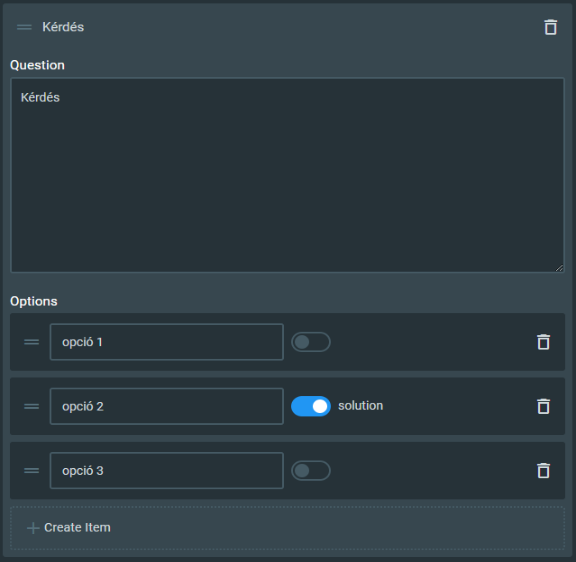 Kérdés
Question
Kérdés
Options
opció 1
opció 2 solution
opció 3
Create Item